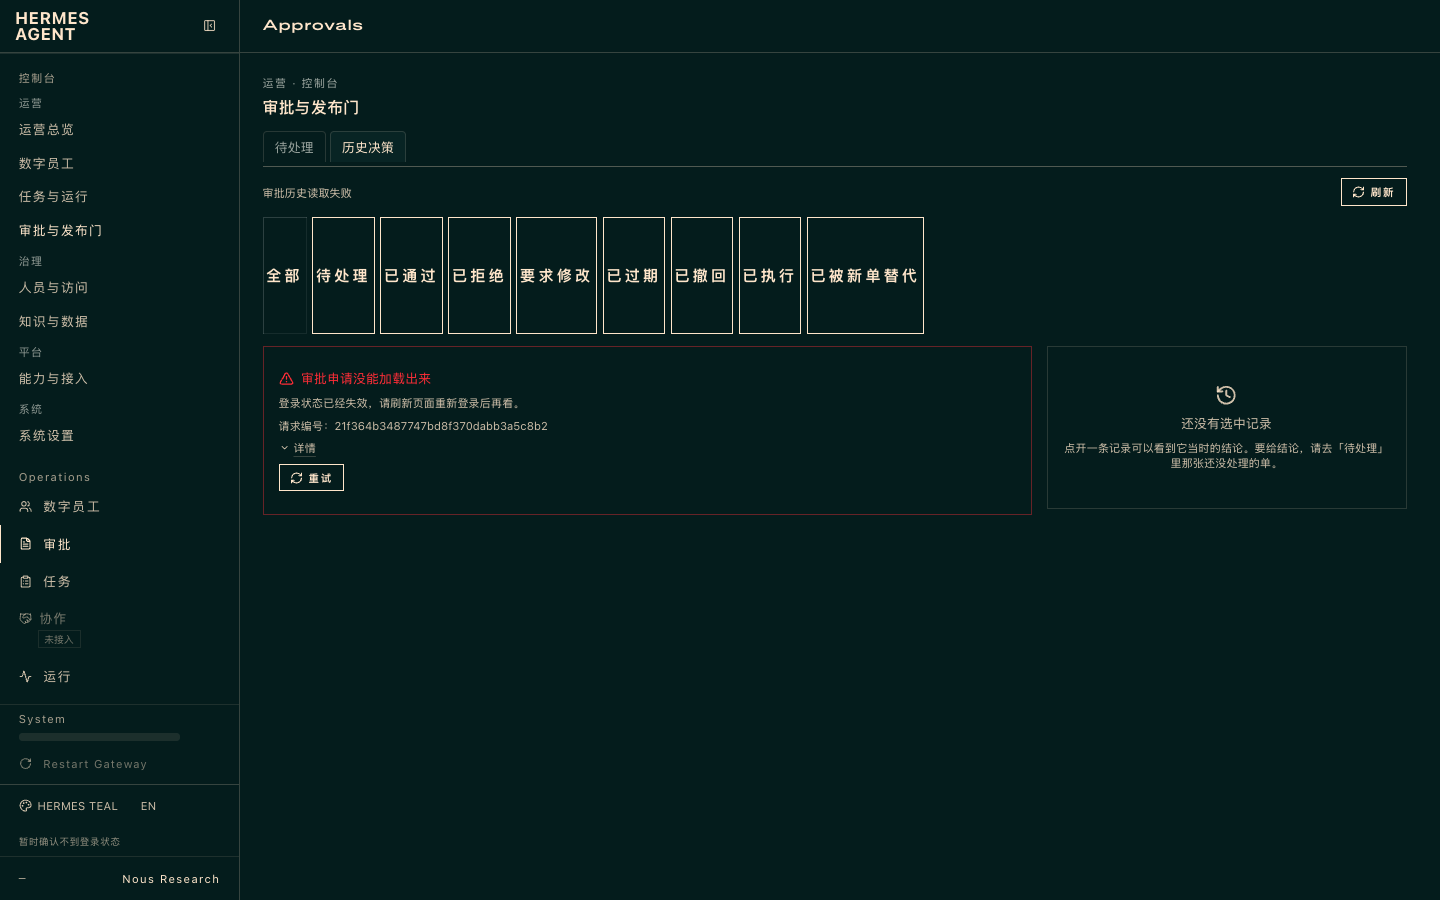 HERMES
AGENT
控制台
运营
运营总览
数字员工
任务与运行
审批与发布门
治理
人员与访问
知识与数据
平台
能力与接入
系统
系统设置
Operations
数字员工
审批
任务
协作
未接入
运行
System
Restart Gateway
HERMES TEAL EN
暂时确认不到登录状态
— Nous Research
Approvals
运营 · 控制台
审批与发布门
待处理 历史决策
审批历史读取失败
刷新
全部 待处理 已通过 已拒绝 要求修改 已过期 已撤回 已执行 已被新单替代
审批申请没能加载出来
登录状态已经失效，请刷新页面重新登录后再看。
请求编号：21f364b3487747bd8f370dabb3a5c8b2
详情
重试
还没有选中记录
点开一条记录可以看到它当时的结论。要给结论，请去「待处理」
里那张还没处理的单。